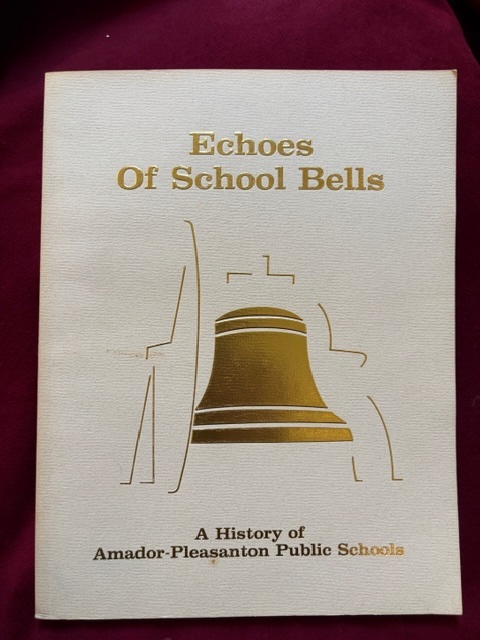 Echoes
Of School Bells
A History of
Amador-Pleasanton Public Schools